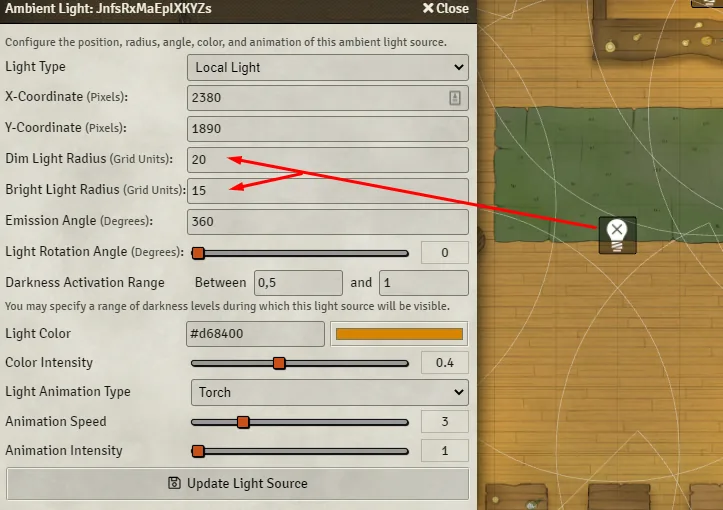 Ambient Light: JnfsRxMaEplXKYZs Close
Configure the position, radius, angle, color, and animation of this ambient light source.
Light Type Local Light
X-Coordinate (Pixels): 2380
Y-Coordinate (Pixels): 1890
Dim Light Radius (Grid Units): 20
Bright Light Radius (Grid Units): 15
Emission Angle (Degrees): 360
Light Rotation Angle (Degrees): 0
Darkness Activation Range Between 0,5 and 1
You may specify a range of darkness levels during which this light source will be visible.
Light Color #d68400
Color Intensity 0.4
Light Animation Type Torch
Animation Speed 3
Animation Intensity 1
Update Light Source